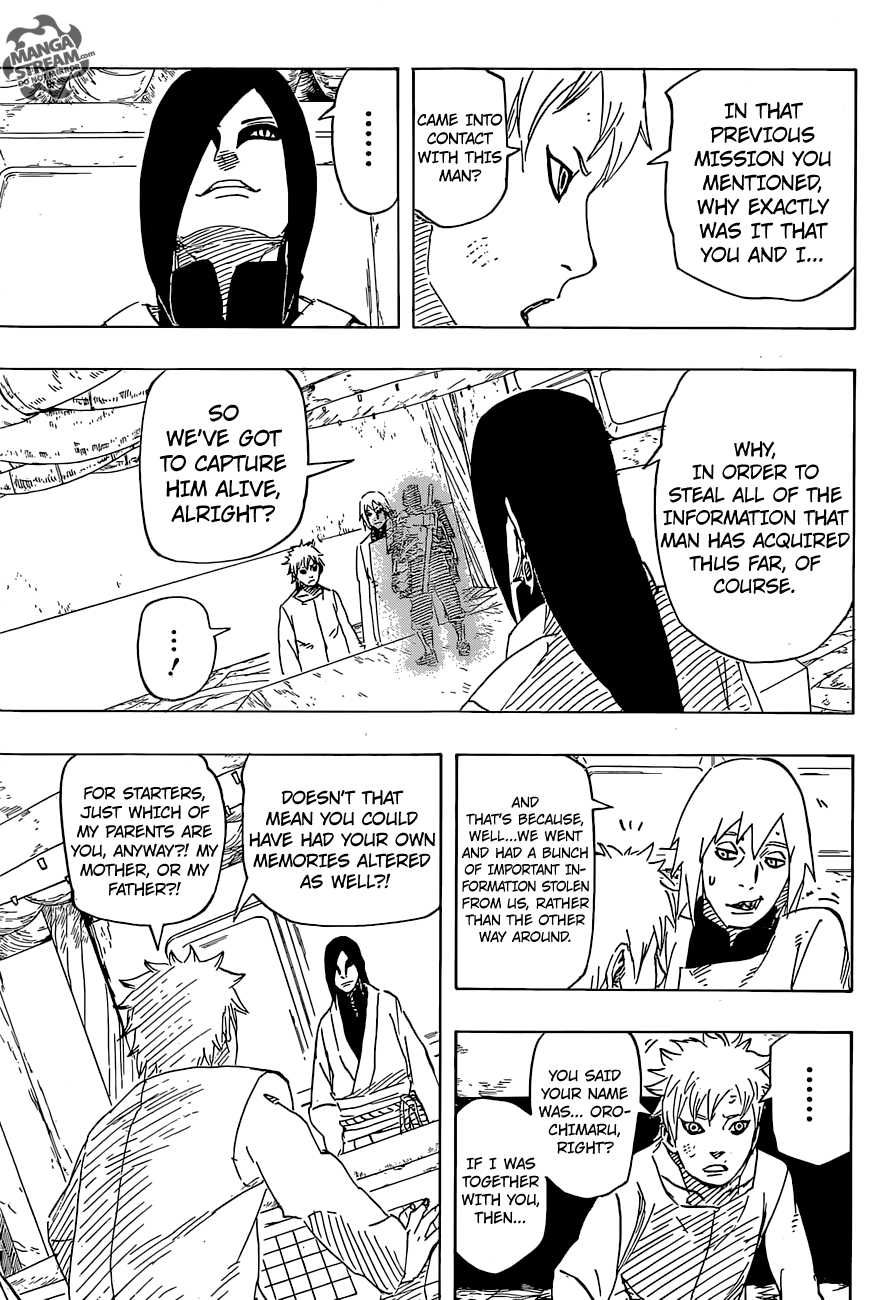 MANGA
STREAM.com
DO NOT MIRROR
IN THAT
PREVIOUS
MISSION YOU
MENTIONED,
WHY EXACTLY
WAS IT THAT
YOU AND I...
CAME INTO
CONTACT
WITH THIS
MAN?
.....
WHY,
IN ORDER TO
STEAL ALL OF THE
INFORMATION THAT
MAN HAS ACQUIRED
THUS FAR, OF
COURSE.
SO
WE'VE GOT
TO CAPTURE
HIM ALIVE,
ALRIGHT?
...!
AND
THAT'S BECAUSE,
WELL...WE WENT
AND HAD A BUNCH
OF IMPORTANT IN-
FORMATION STOLEN
FROM US, RATHER
THAN THE OTHER
WAY AROUND.
.....
YOU SAID
YOUR NAME
WAS... ORO-
CHIMARU,
RIGHT?
IF I WAS
TOGETHER
WITH YOU,
THEN...
DOESN'T THAT
MEAN YOU COULD
HAVE HAD YOUR OWN
MEMORIES ALTERED
AS WELL?!
FOR STARTERS,
JUST WHICH OF
MY PARENTS ARE
YOU, ANYWAY?! MY
MOTHER, OR MY
FATHER?!